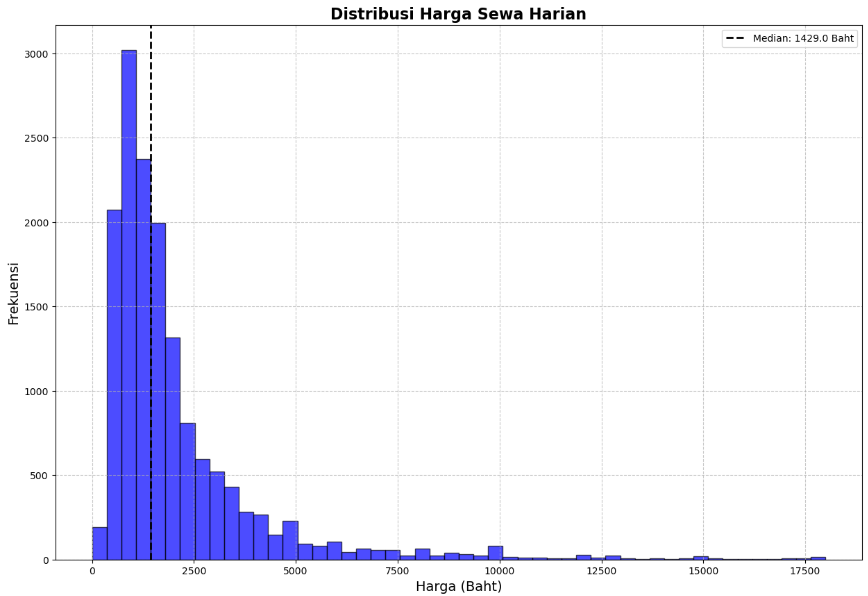 Distribusi Harga Sewa Harian
Median: 1429.0 Baht
3000
2500
2000
1500
1000
500
0
Frekuensi
0 2500 5000 7500 10000 12500 15000 17500
Harga (Baht)